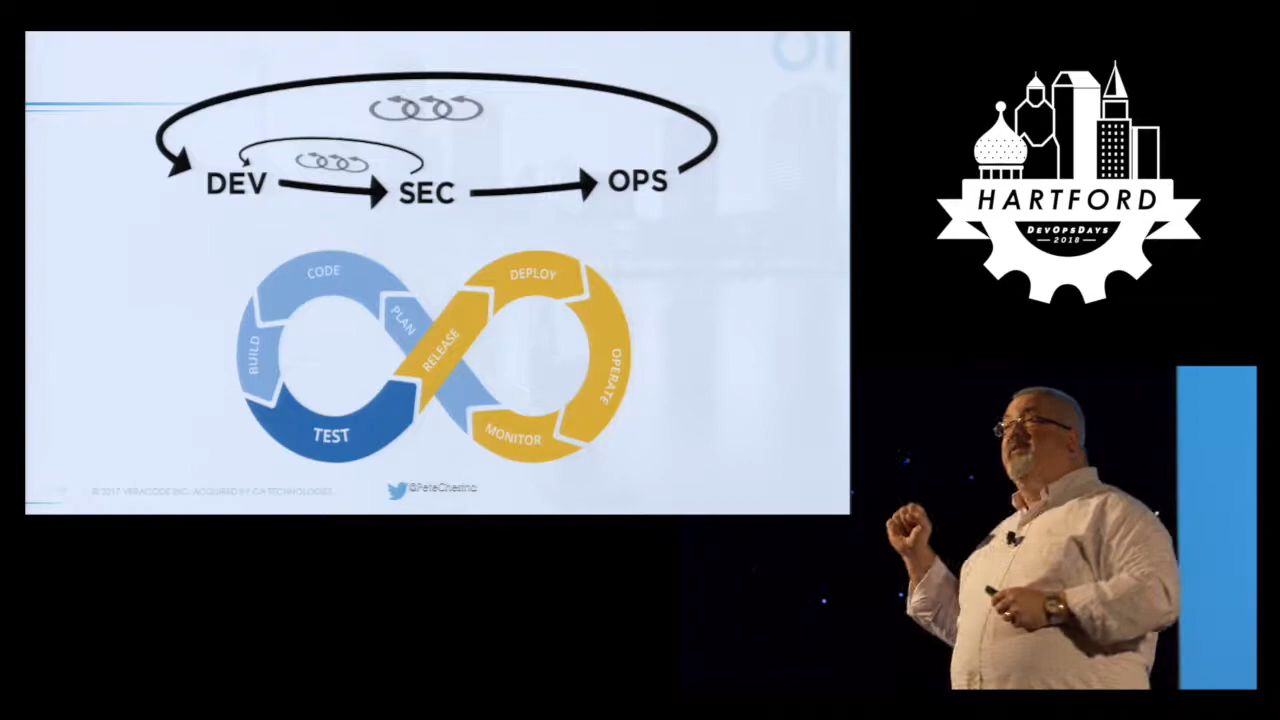 DEV
SEC
OPS
CODE
PLAN
BUILD
TEST
RELEASE
DEPLOY
OPERATE
MONITOR
© 2017 VERACODE INC. ACQUIRED BY CA TECHNOLOGIES
@PeteChestna
HARTFORD
DEVOPSDAYS
2018